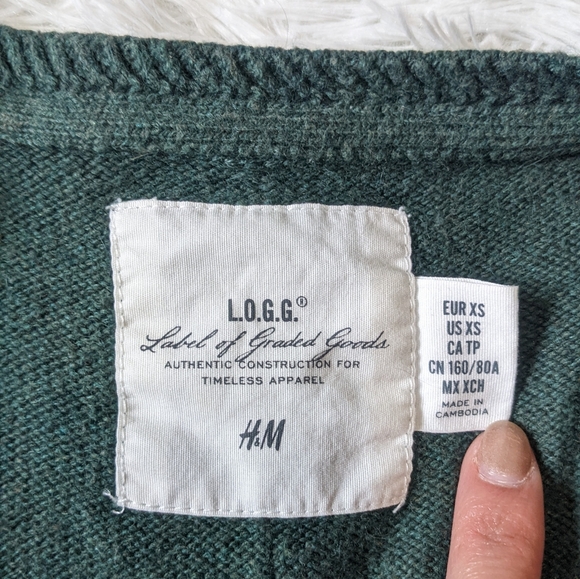 L.O.G.G.®
Label of Graded Goods
AUTHENTIC CONSTRUCTION FOR
TIMELESS APPAREL
H&M
EUR XS
US XS
CA TP
CN 160/80A
MX XCH
MADE IN
CAMBODIA